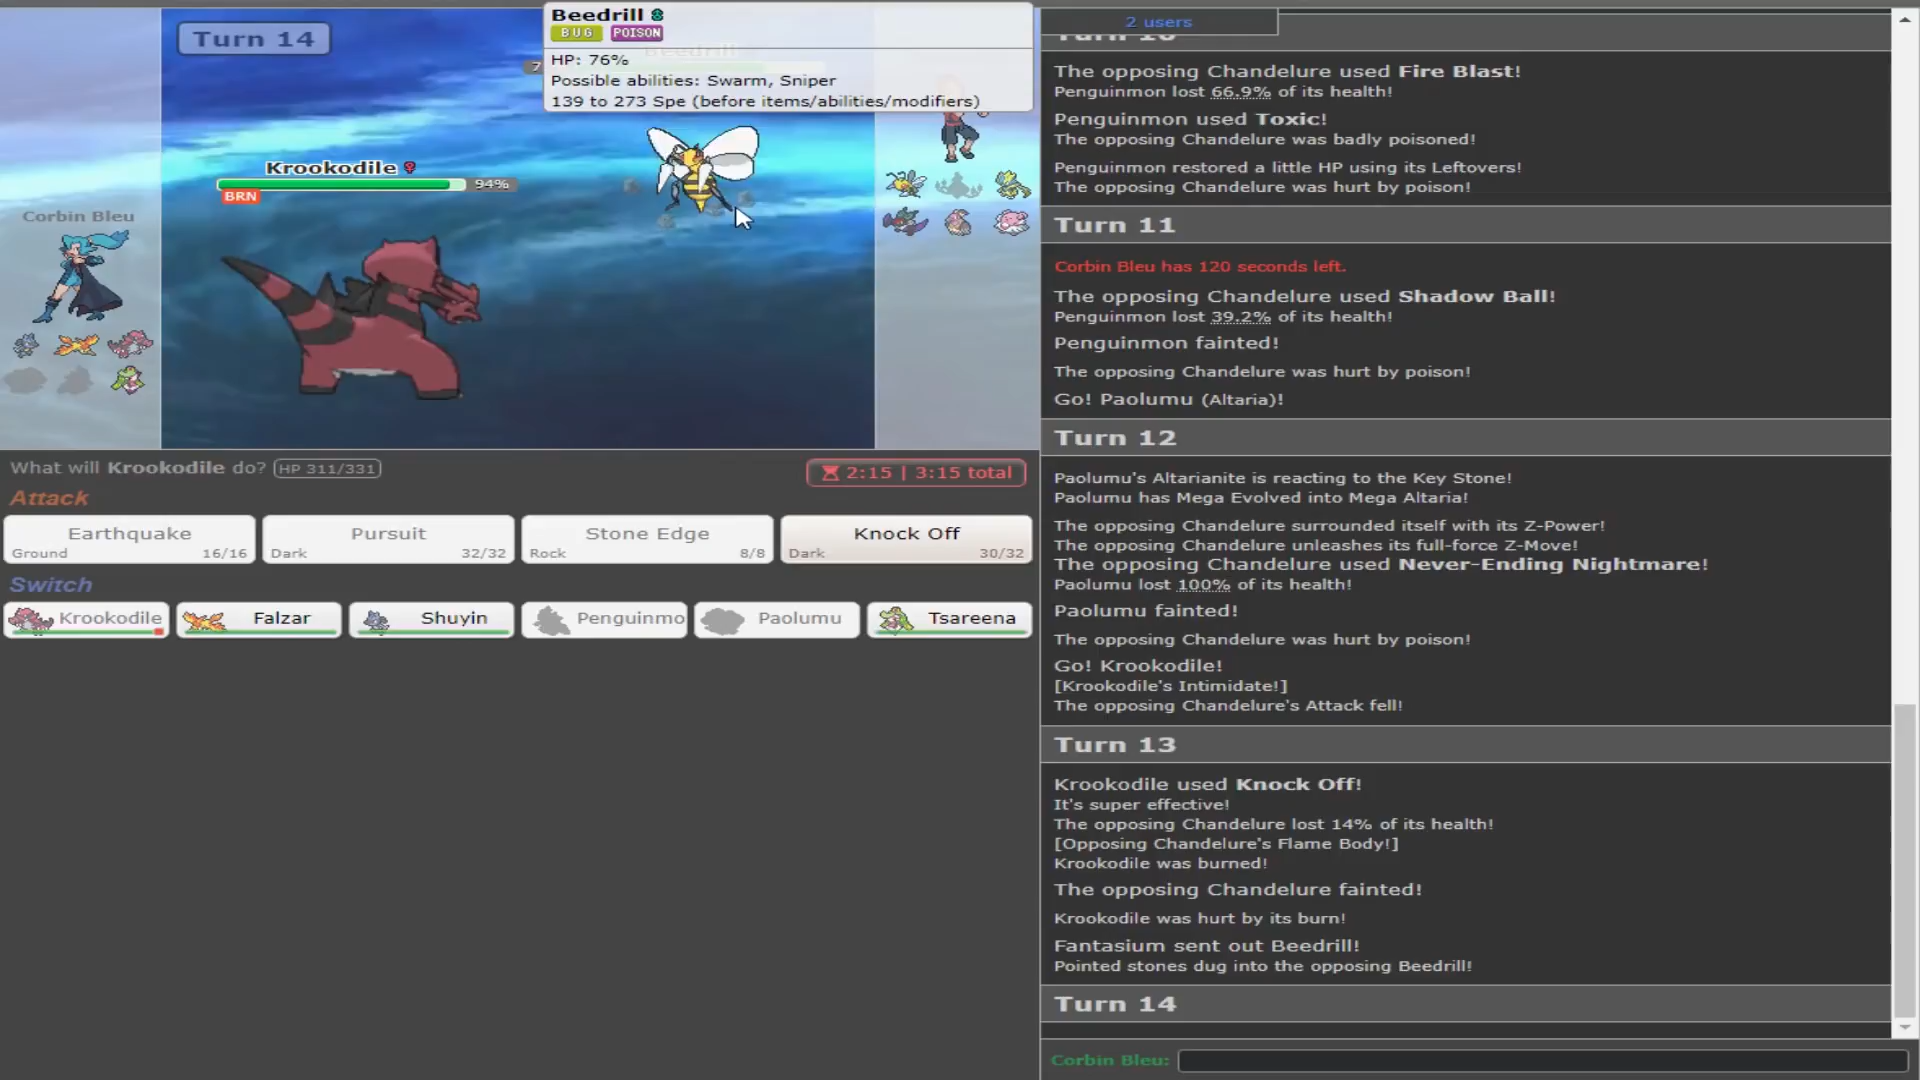 Turn 14
Beedrill
BUG POISON
HP: 76%
Possible abilities: Swarm, Sniper
139 to 273 Spe (before items/abilities/modifiers)
Krookodile
94%
BRN
Corbin Bleu
What will Krookodile do? HP 311/331
2:15 | 3:15 total
Attack
Earthquake
Ground 16/16
Pursuit
Dark 32/32
Stone Edge
Rock 8/8
Knock Off
Dark 30/32
Switch
Krookodile
Falzar
Shuyin
Penguinmo
Paolumu
Tsareena
2 users
The opposing Chandelure used Fire Blast!
Penguinmon lost 66.9% of its health!
Penguinmon used Toxic!
The opposing Chandelure was badly poisoned!
Penguinmon restored a little HP using its Leftovers!
The opposing Chandelure was hurt by poison!
Turn 11
Corbin Bleu has 120 seconds left.
The opposing Chandelure used Shadow Ball!
Penguinmon lost 39.2% of its health!
Penguinmon fainted!
The opposing Chandelure was hurt by poison!
Go! Paolumu (Altaria)!
Turn 12
Paolumu's Altarianite is reacting to the Key Stone!
Paolumu has Mega Evolved into Mega Altaria!
The opposing Chandelure surrounded itself with its Z-Power!
The opposing Chandelure unleashes its full-force Z-Move!
The opposing Chandelure used Never-Ending Nightmare!
Paolumu lost 100% of its health!
Paolumu fainted!
The opposing Chandelure was hurt by poison!
Go! Krookodile!
[Krookodile's Intimidate!]
The opposing Chandelure's Attack fell!
Turn 13
Krookodile used Knock Off!
It's super effective!
The opposing Chandelure lost 14% of its health!
[Opposing Chandelure's Flame Body!]
Krookodile was burned!
The opposing Chandelure fainted!
Krookodile was hurt by its burn!
Fantasium sent out Beedrill!
Pointed stones dug into the opposing Beedrill!
Turn 14
Corbin Bleu: